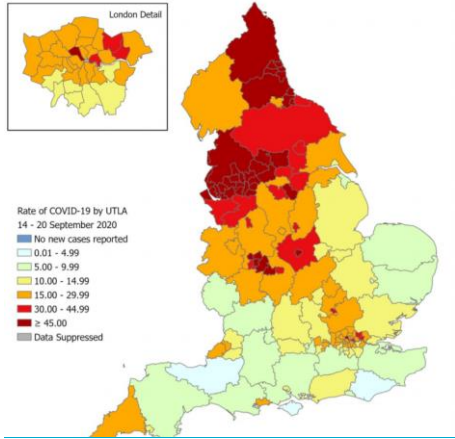 London Detail
Rate of COVID-19 by UTLA
14 - 20 September 2020
No new cases reported
0.01 - 4.99
5.00 - 9.99
10.00 - 14.99
15.00 - 29.99
30.00 - 44.99
≥ 45.00
Data Suppressed